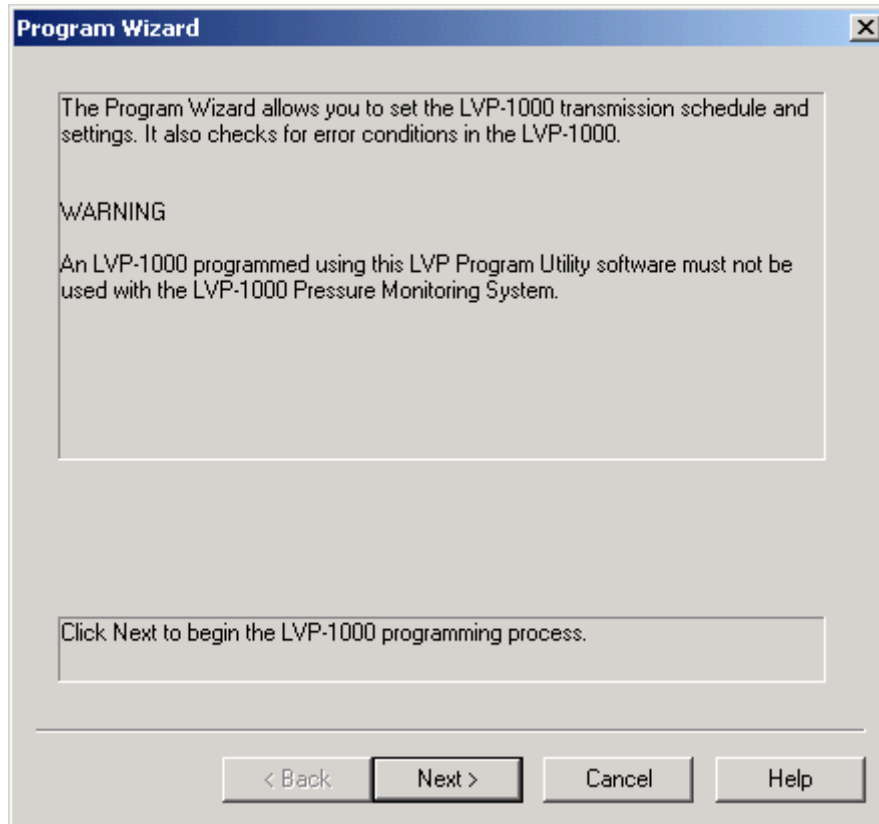 Program Wizard
The Program Wizard allows you to set the LVP-1000 transmission schedule and
settings. It also checks for error conditions in the LVP-1000.
WARNING
An LVP-1000 programmed using this LVP Program Utility software must not be
used with the LVP-1000 Pressure Monitoring System.
Click Next to begin the LVP-1000 programming process.
< Back Next > Cancel Help